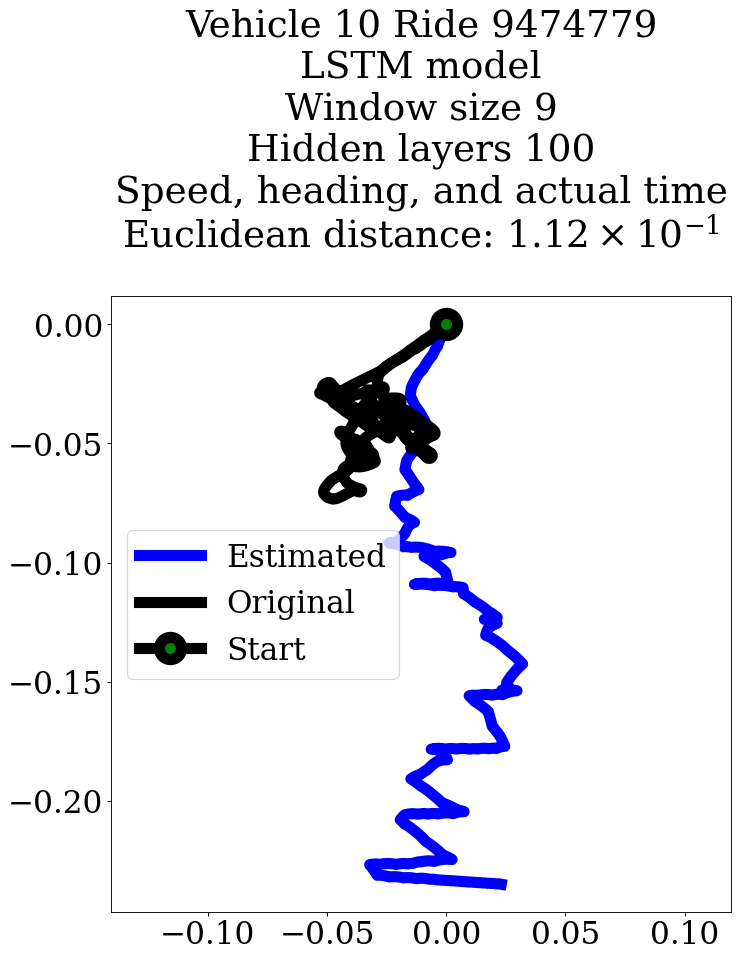 Vehicle 10 Ride 9474779
LSTM model
Window size 9
Hidden layers 100
Speed, heading, and actual time
Euclidean distance: 1.12 × 10⁻¹
0.00
−0.05
−0.10
−0.15
−0.20
Estimated
Original
Start
−0.10 −0.05 0.00 0.05 0.10